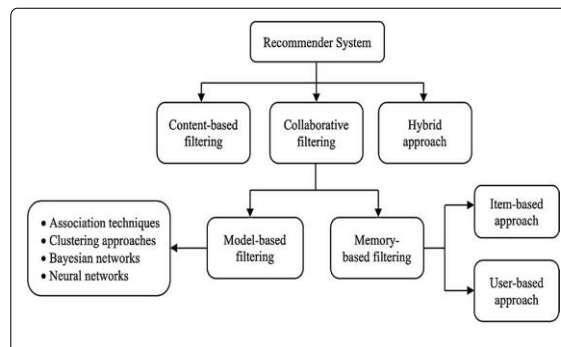 Recommender System
Content-based
filtering
Collaborative
filtering
Hybrid
approach
• Association techniques
• Clustering approaches
• Bayesian networks
• Neural networks
Model-based
filtering
Memory-
based filtering
Item-based
approach
User-based
approach